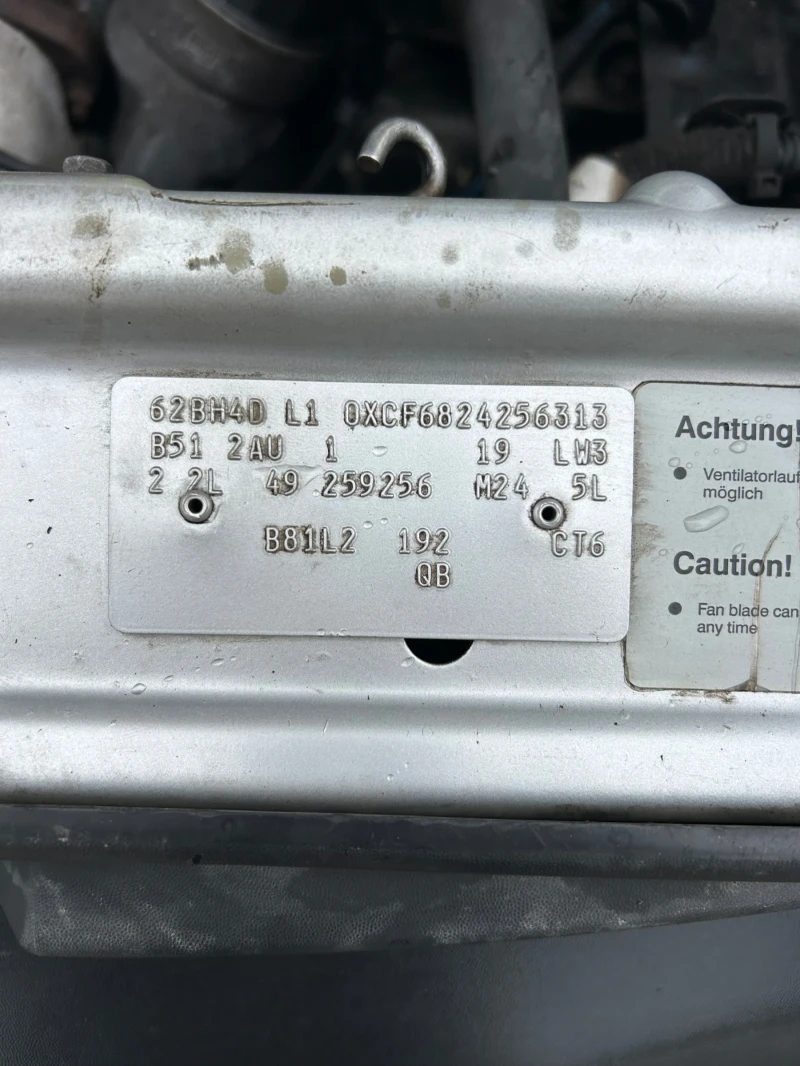 62BH4D L1 0XCF6824256313
B51 2AU 1 19 LW3
2 2L 49 259256 M24 5L
B81L2 192 CT6
QB
Achtung!
● Ventilatorlauf
möglich
Caution!
● Fan blade can
any time